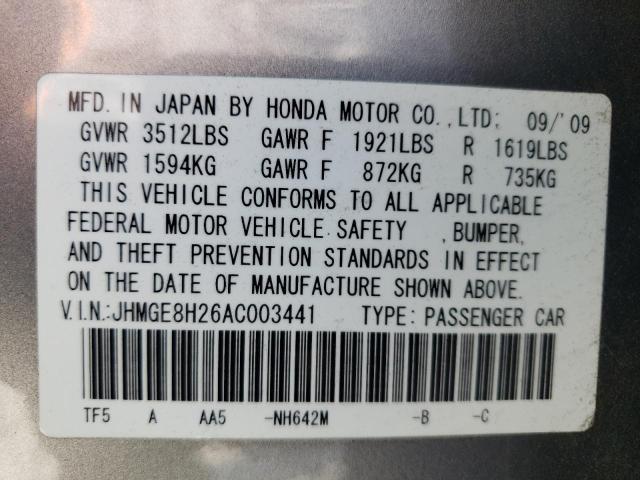 MFD. IN JAPAN BY HONDA MOTOR CO., LTD; 09/'09
GVWR 3512LBS GAWR F 1921LBS R 1619LBS
GVWR 1594KG GAWR F 872KG R 735KG
THIS VEHICLE CONFORMS TO ALL APPLICABLE
FEDERAL MOTOR VEHICLE SAFETY , BUMPER,
AND THEFT PREVENTION STANDARDS IN EFFECT
ON THE DATE OF MANUFACTURE SHOWN ABOVE.
V.I.N.:JHMGE8H26AC003441 TYPE: PASSENGER CAR
TF5 A AA5 -NH642M -B -C